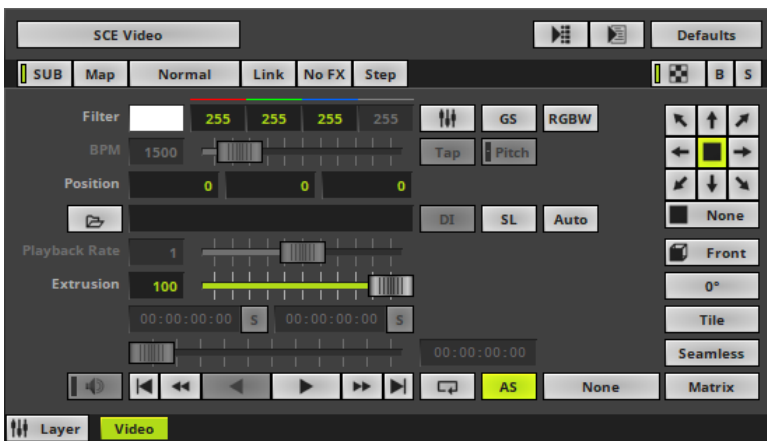 SCE Video Defaults
SUB Map Normal Link No FX Step B S
Filter 255 255 255 255 GS RGBW
BPM 1500 Tap Pitch
Position 0 0 0
DI SL Auto None
Playback Rate 1 Front
Extrusion 100 0°
00:00:00:00 S 00:00:00:00 S Tile
00:00:00:00 Seamless
AS None Matrix
Layer Video